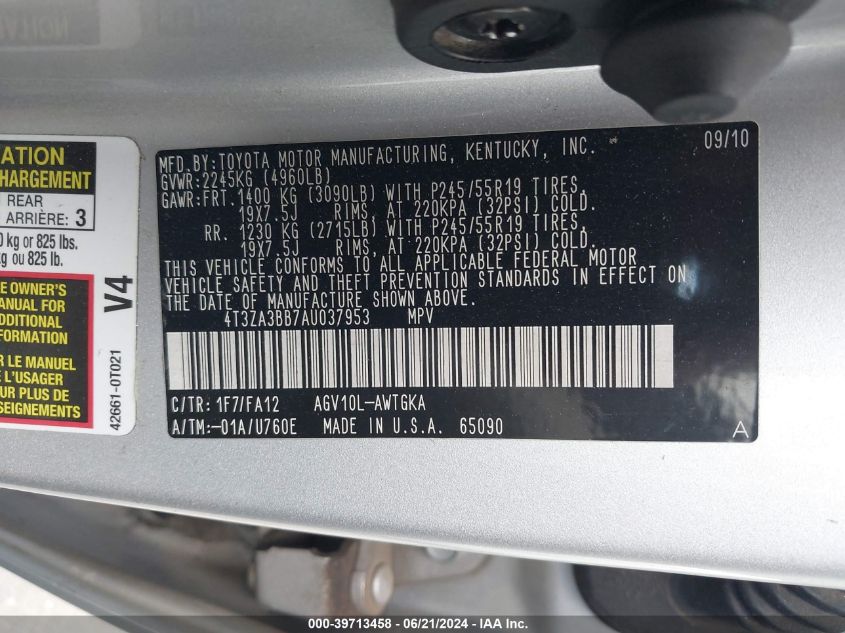 ATION
CHARGEMENT
REAR
ARRIÈRE: 3
kg or 825 lbs.
kg ou 825 lb.
E OWNER'S
MANUAL FOR
DDITIONAL
FORMATION
R LE MANUEL
L'USAGER
PLUS DE
SEIGNEMENTS
V4
42661-0T021
MFD. BY: TOYOTA MOTOR MANUFACTURING, KENTUCKY, INC. 09/10
GVWR: 2245KG (4960LB)
GAWR: FRT. 1400 KG (3090LB) WITH P245/55R19 TIRES,
19X7.5J RIMS, AT 220KPA (32PSI) COLD.
RR. 1230 KG (2715LB) WITH P245/55R19 TIRES,
19X7.5J RIMS, AT 220KPA (32PSI) COLD.
THIS VEHICLE CONFORMS TO ALL APPLICABLE FEDERAL MOTOR
VEHICLE SAFETY AND THEFT PREVENTION STANDARDS IN EFFECT ON
THE DATE OF MANUFACTURE SHOWN ABOVE.
4T3ZA3BB7AU037953 MPV
C/TR: 1F7/FA12 AGV10L-AWTGKA
A/TM:-01A/U760E MADE IN U.S.A. 65090 A
000-39713458 - 06/21/2024 - IAA Inc.